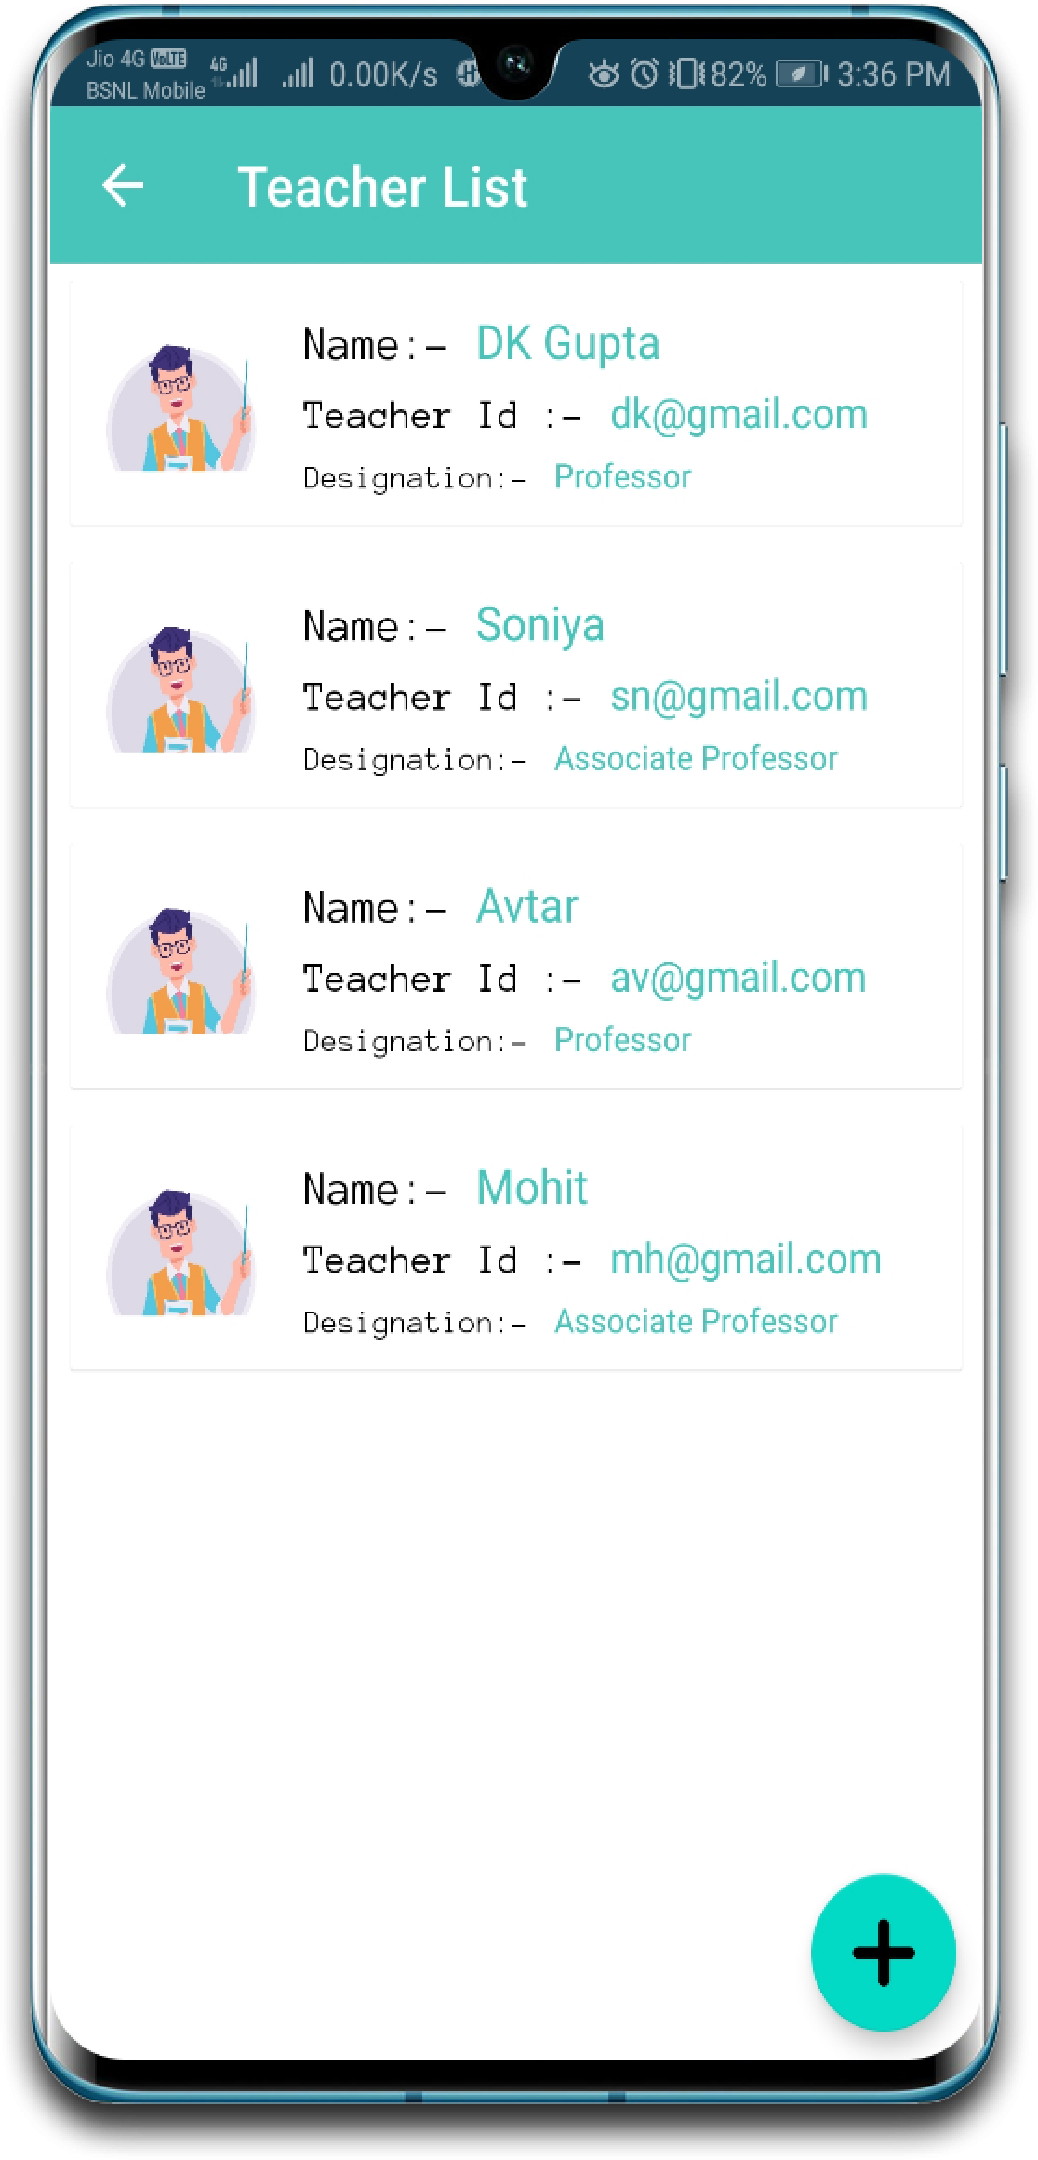 Jio 4G VoLTE
BSNL Mobile
4G
0.00K/s
H
82%
3:36 PM
Teacher List
Name:- DK Gupta
Teacher Id :- dk@gmail.com
Designation:- Professor
Name:- Soniya
Teacher Id :- sn@gmail.com
Designation:- Associate Professor
Name:- Avtar
Teacher Id :- av@gmail.com
Designation:- Professor
Name:- Mohit
Teacher Id :- mh@gmail.com
Designation:- Associate Professor